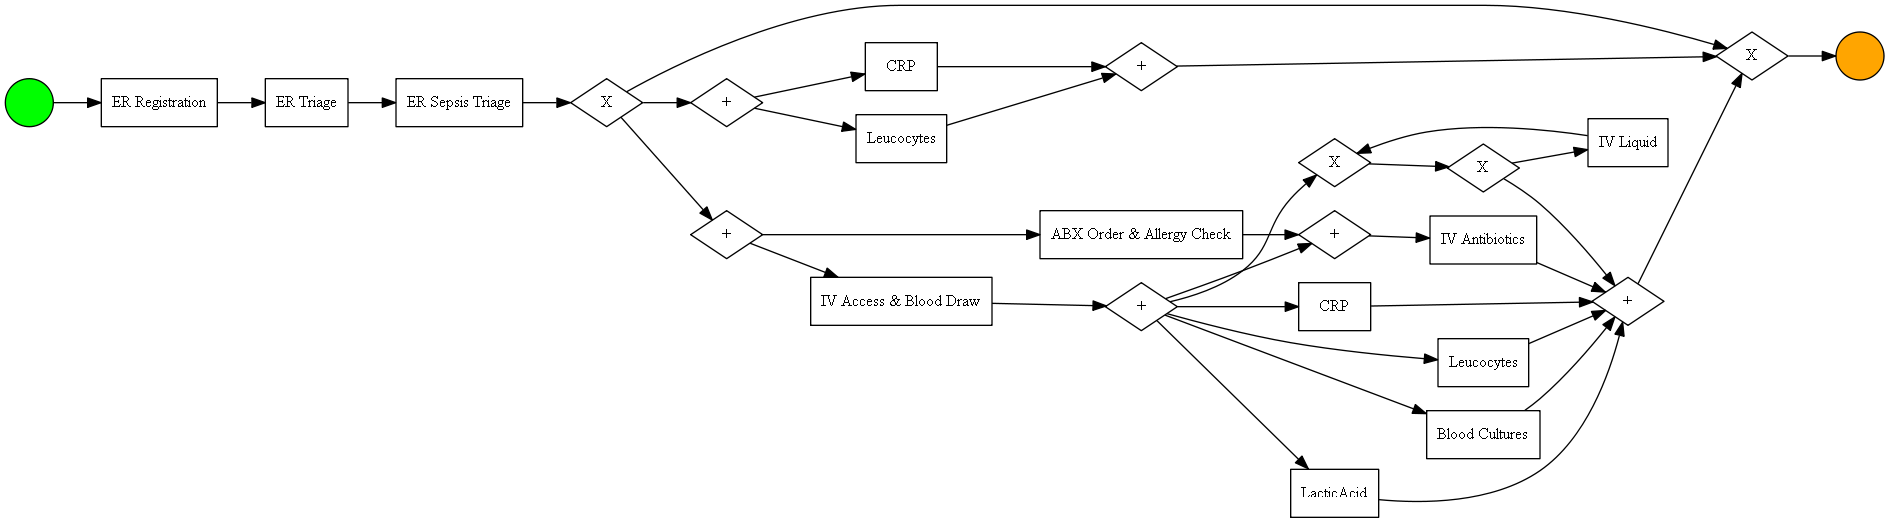 ER Registration
ER Triage
ER Sepsis Triage
X
+
CRP
Leucocytes
+
X
+
ABX Order & Allergy Check
IV Access & Blood Draw
+
X
X
IV Liquid
+
IV Antibiotics
CRP
Leucocytes
Blood Cultures
LacticAcid
+